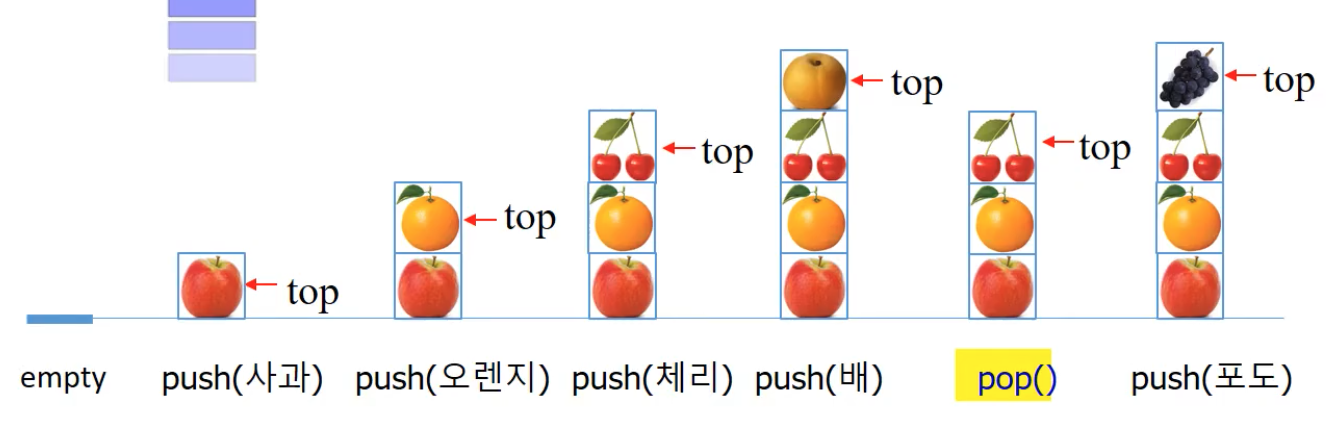 top
top
top
top
top
top
empty
push(사과)
push(오렌지)
push(체리)
push(배)
pop()
push(포도)